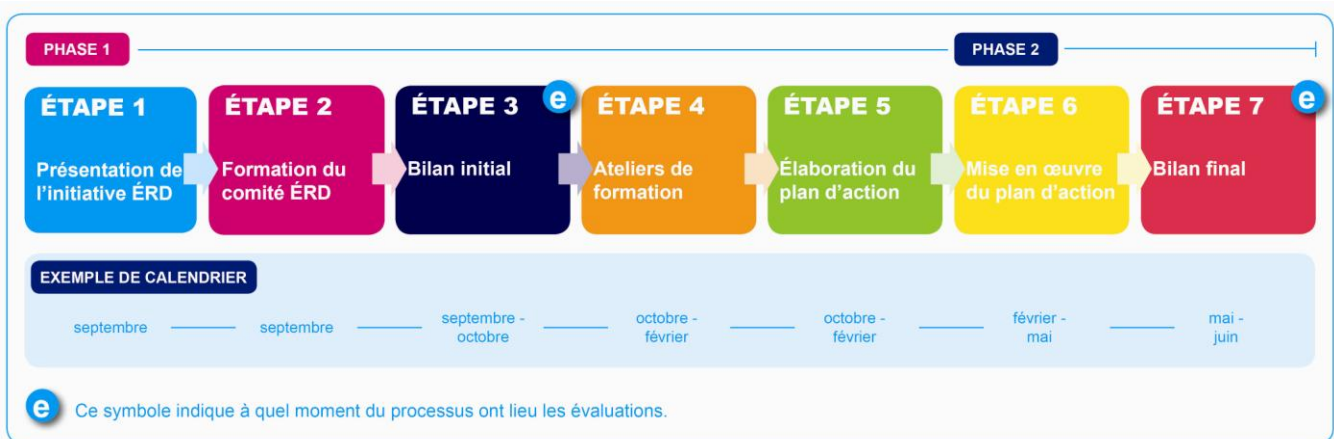 PHASE 1
PHASE 2
ÉTAPE 1
Présentation de
l'initiative ÉRD
ÉTAPE 2
Formation du
comité ÉRD
ÉTAPE 3
e
Bilan initial
ÉTAPE 4
Ateliers de
formation
ÉTAPE 5
Élaboration du
plan d'action
ÉTAPE 6
Mise en œuvre
du plan d'action
ÉTAPE 7
e
Bilan final
EXEMPLE DE CALENDRIER
septembre
septembre
septembre -
octobre
octobre -
février
octobre -
février
février -
mai
mai -
juin
e Ce symbole indique à quel moment du processus ont lieu les évaluations.